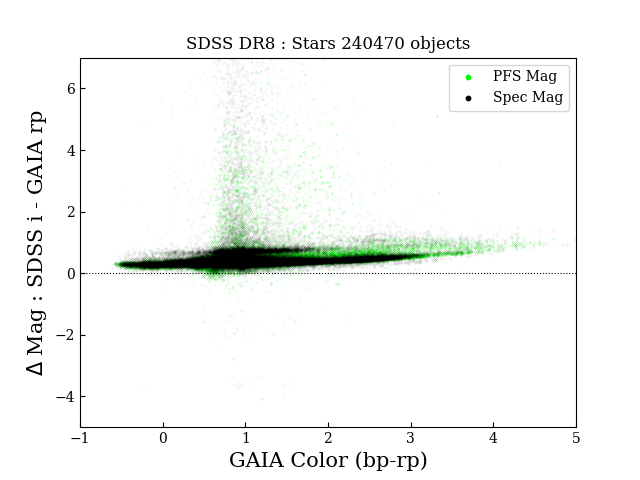 SDSS DR8 : Stars 240470 objects
PFS Mag
Spec Mag
6
4
2
0
−2
−4
−1
0
1
2
3
4
5
Δ Mag : SDSS i - GAIA rp
GAIA Color (bp-rp)